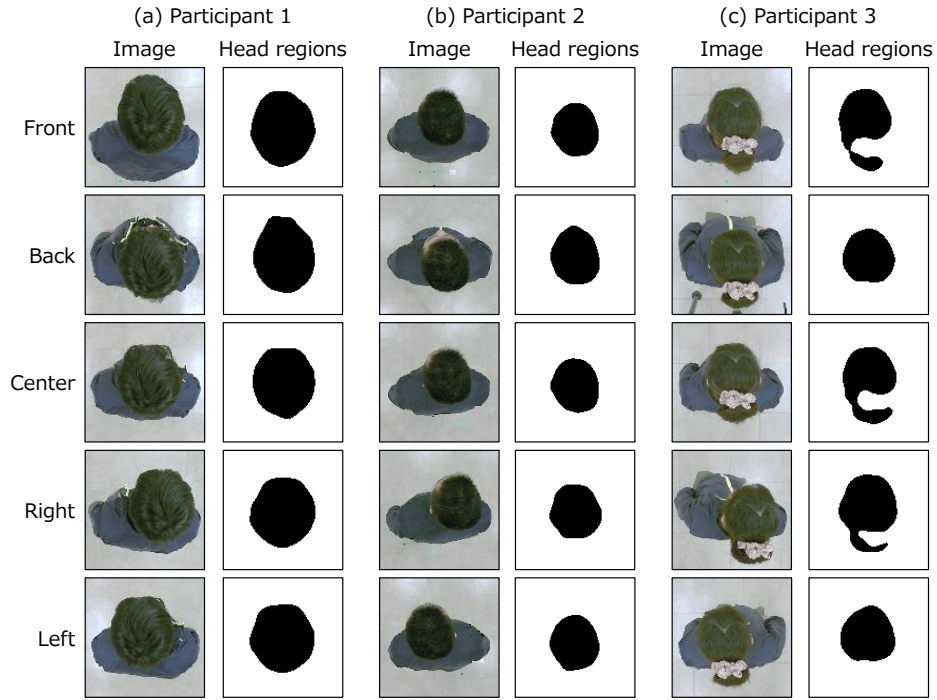 (a) Participant 1 (b) Participant 2 (c) Participant 3
Image Head regions Image Head regions Image Head regions
Front
Back
Center
Right
Left